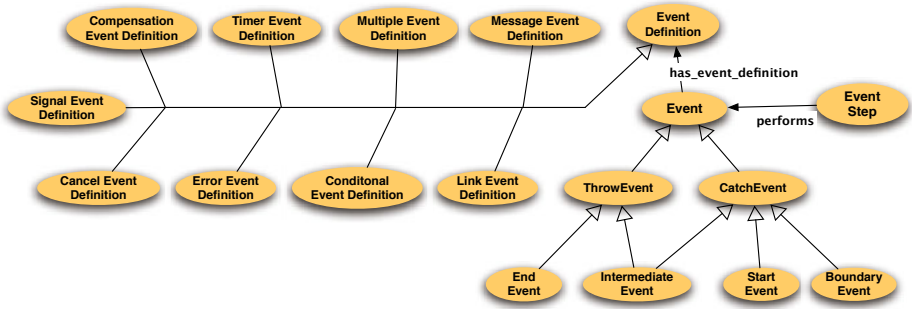 Compensation
Event Definition
Timer Event
Definition
Multiple Event
Definition
Message Event
Definition
Event
Definition
has_event_definition
Signal Event
Definition
Event
performs
Event
Step
Cancel Event
Definition
Error Event
Definition
Conditonal
Event Definition
Link Event
Definition
ThrowEvent
CatchEvent
End
Event
Intermediate
Event
Start
Event
Boundary
Event